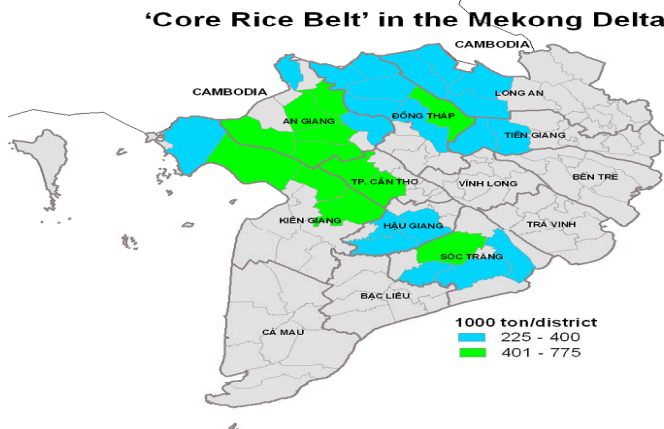 'Core Rice Belt' in the Mekong Delta
CAMBODIA
CAMBODIA
LONG AN
AN GIANG
ĐỒNG THÁP
TIỀN GIANG
BẾN TRE
TP. CẦN THƠ
VĨNH LONG
KIÊN GIANG
HẬU GIANG
TRÀ VINH
SÓC TRĂNG
BẠC LIÊU
CÀ MAU
1000 ton/district
225 - 400
401 - 775